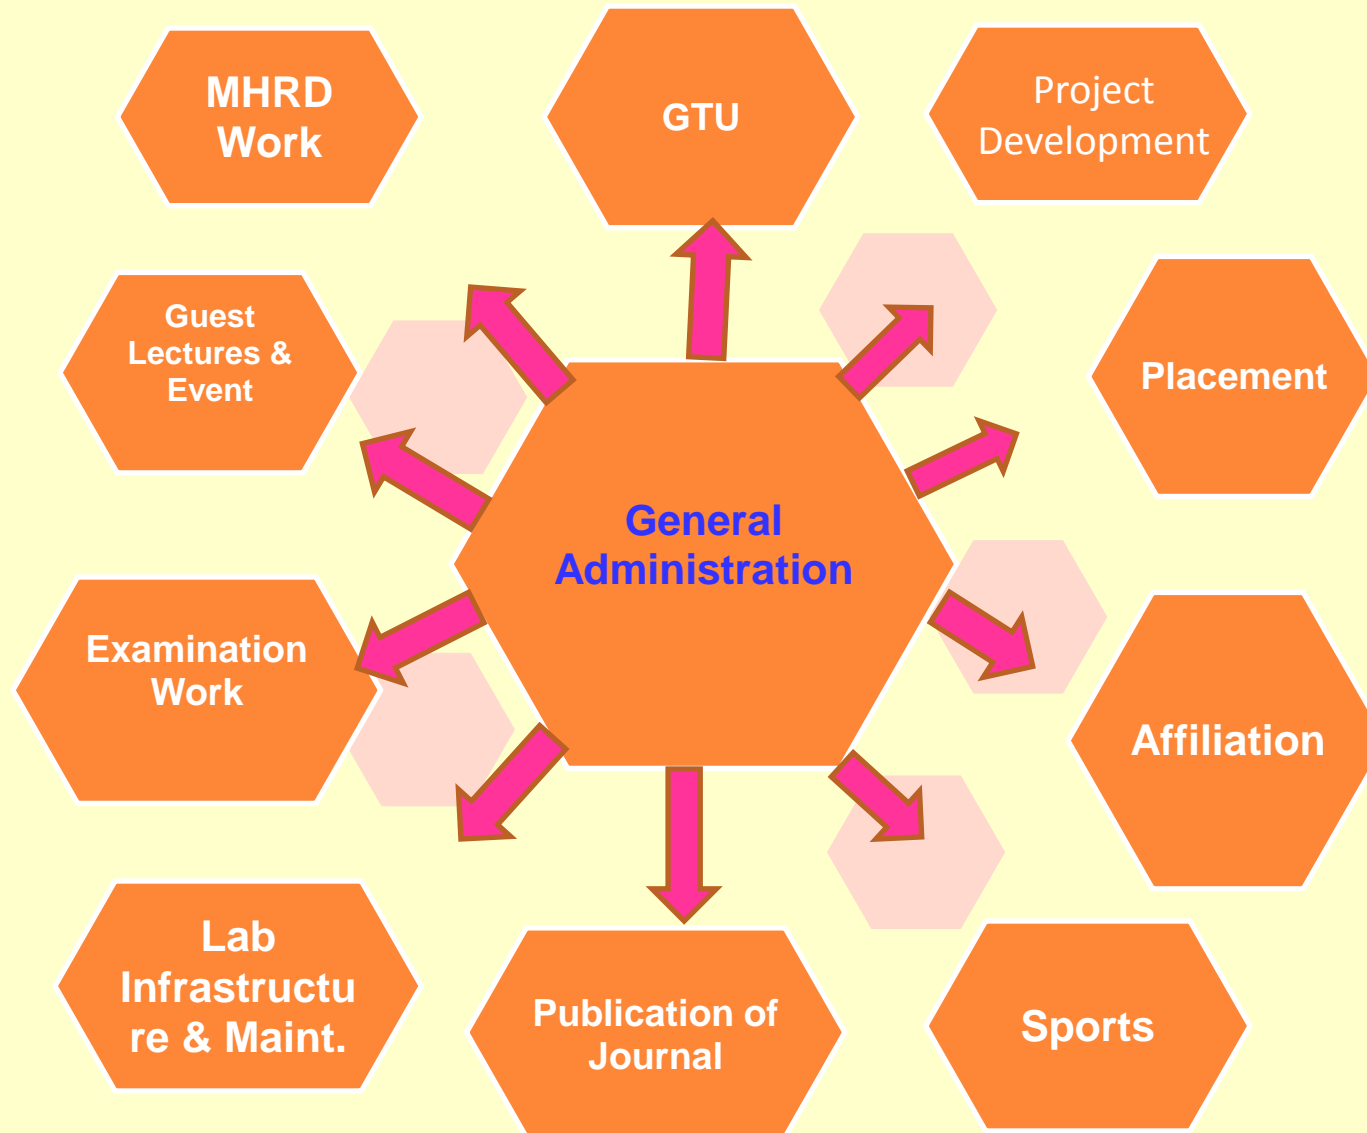 MHRD
Work
GTU
Project
Development
Guest
Lectures &
Event
Placement
General
Administration
Examination
Work
Affiliation
Lab
Infrastructu
re & Maint.
Publication of
Journal
Sports